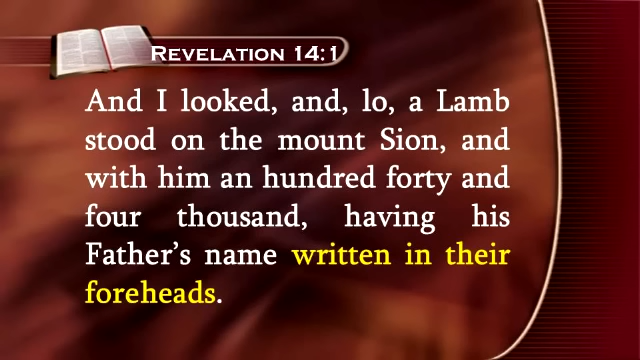 REVELATION 14:1
And I looked, and, lo, a Lamb
stood on the mount Sion, and
with him an hundred forty and
four thousand, having his
Father's name written in their
foreheads.